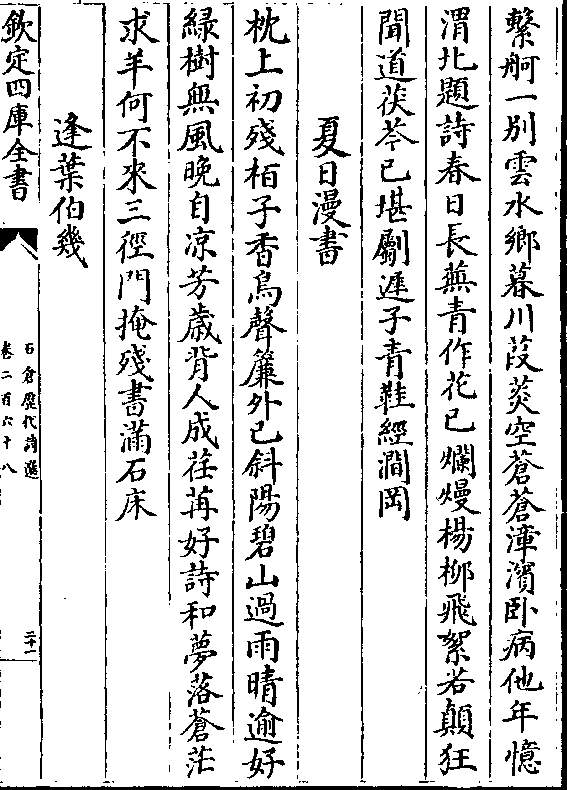 繫舸一别雲水鄉暮川葭菼空蒼蒼漳濱卧病他年憶
渭北題詩春日長蕪青作花已爛熳楊栁飛絮若顛狂
聞道茯苓已堪斸遲子青鞋經澗岡
夏日漫書
枕上初殘栢子香鳥聲簾外已斜陽碧山過雨晴逾好
緑樹無風晚自凉芳歲背人成荏苒好詩和夢落蒼茫
求羊何不來三徑門掩殘書滿石床
逢葉伯幾
欽定四庫全書
石倉歷代詩選
卷二百六十八
二十一